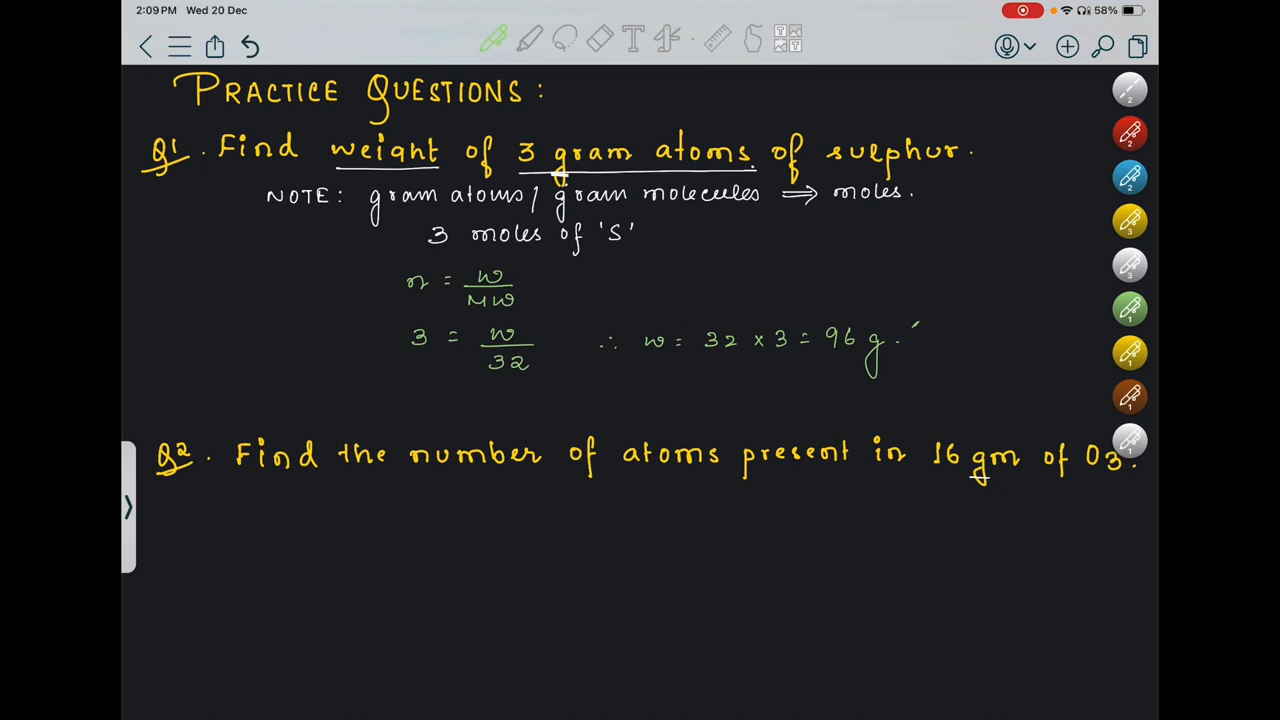 2:09 PM Wed 20 Dec
58%
PRACTICE QUESTIONS :
Q1. Find weight of 3 gram atoms of sulphur.
NOTE: gram atoms / gram molecules ⟹ moles.
3 moles of 'S'
n = w/MW
3 = w/32 ∴ w = 32 × 3 = 96 g.
Q2. Find the number of atoms present in 16 gm of O3.